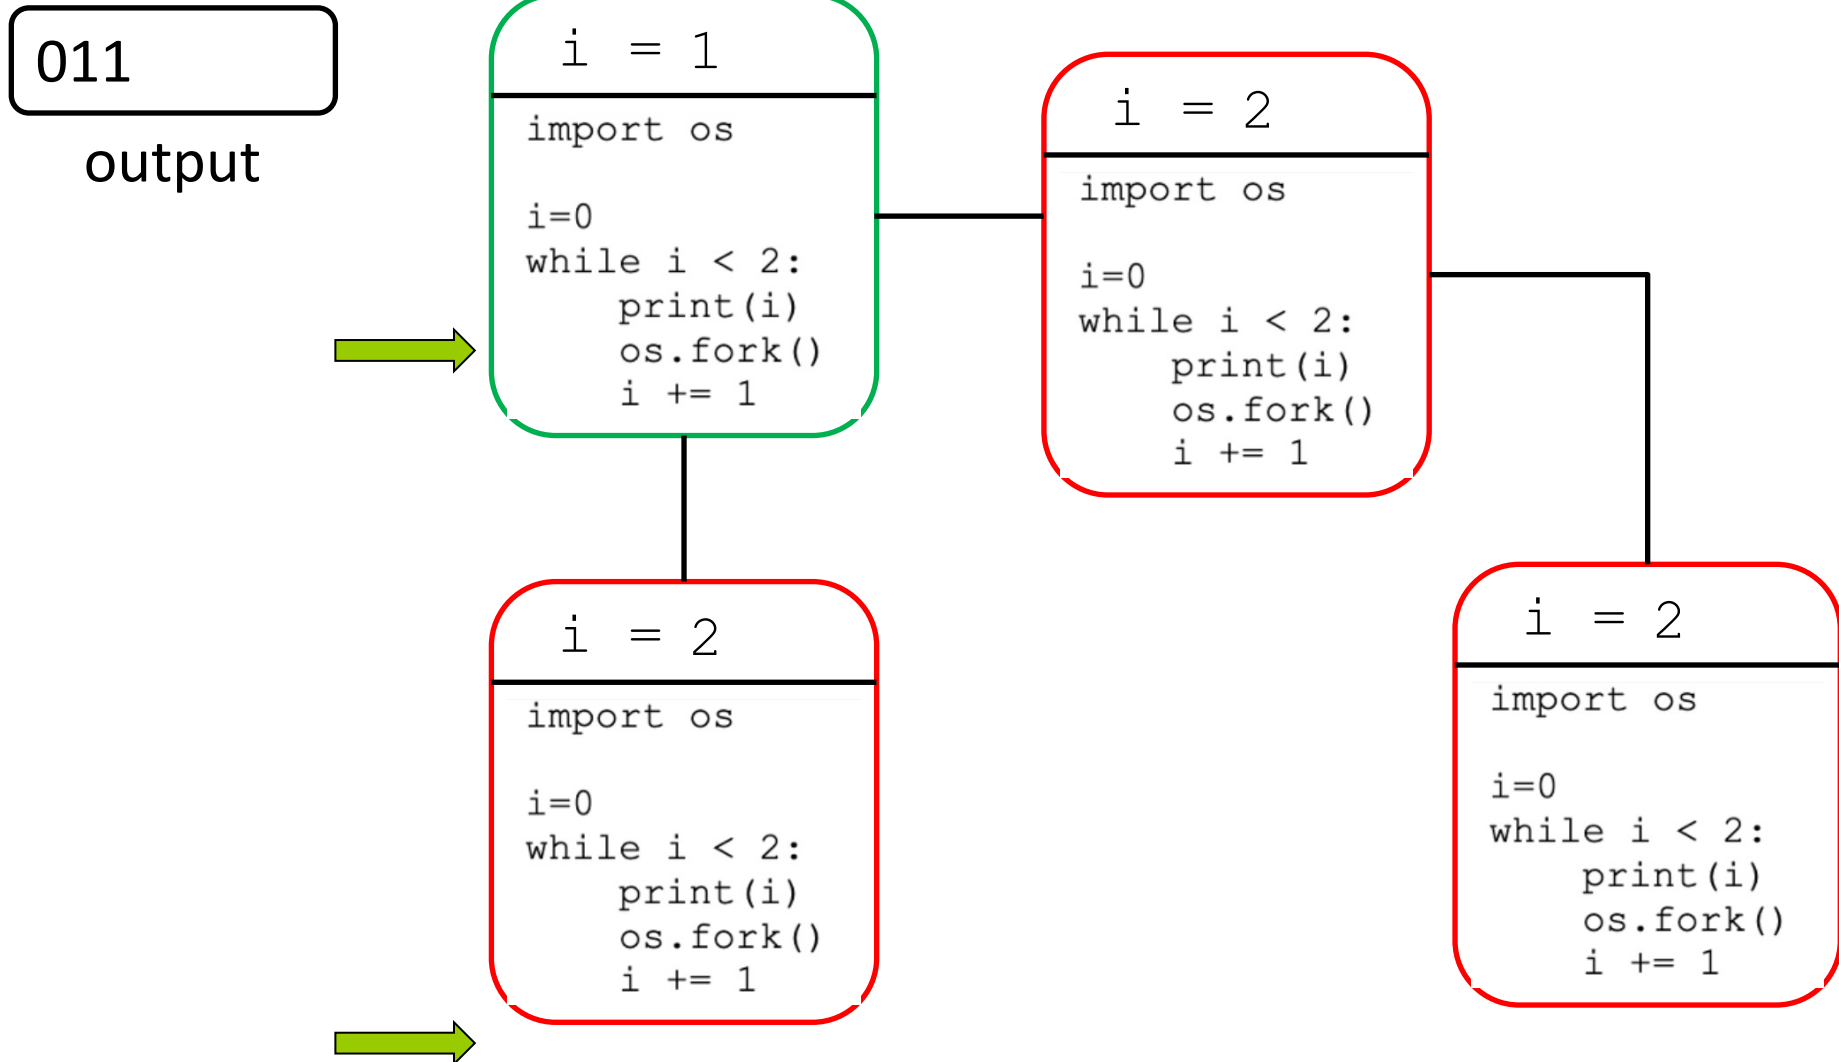 011
output
i = 1
import os
i=0
while i < 2:
print(i)
os.fork()
i += 1
i = 2
import os
i=0
while i < 2:
print(i)
os.fork()
i += 1
i = 2
import os
i=0
while i < 2:
print(i)
os.fork()
i += 1
i = 2
import os
i=0
while i < 2:
print(i)
os.fork()
i += 1